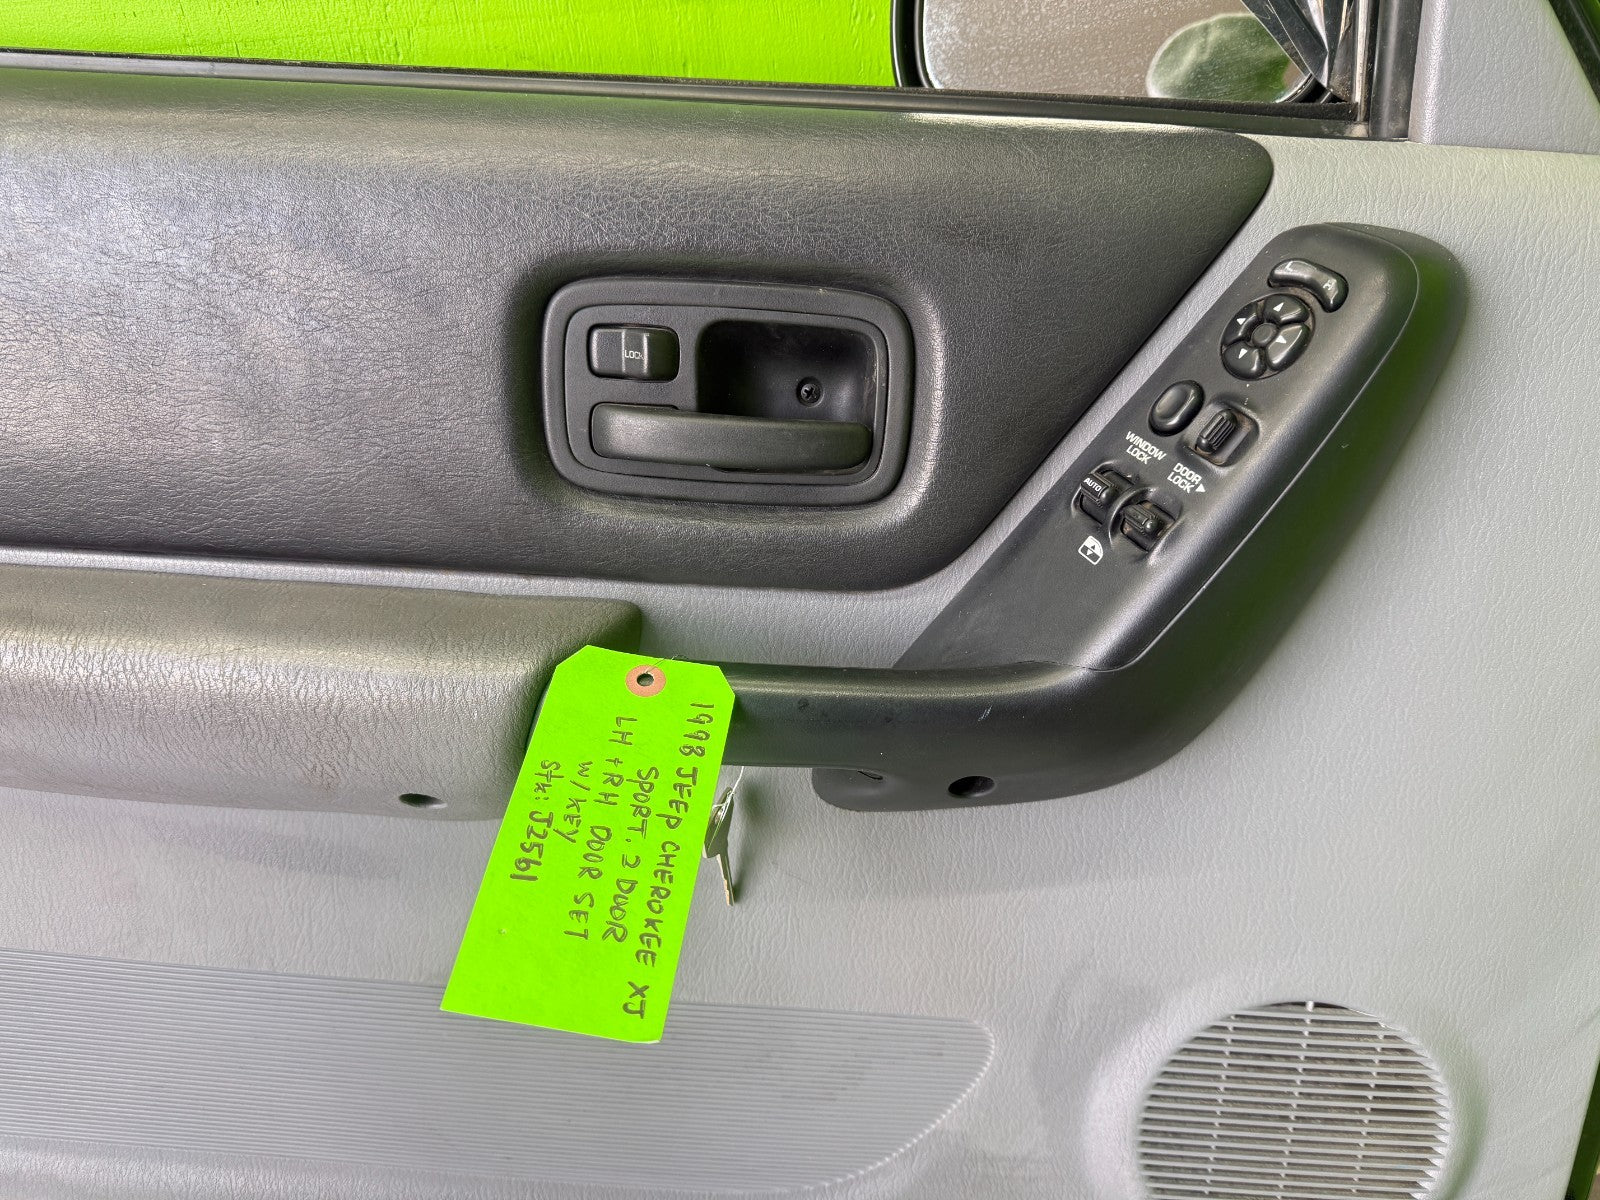 LOCK
WINDOW
LOCK
DOOR
LOCK
AUTO
1998 JEEP CHEROKEE XJ
SPORT. 2 DOOR
LH + RH DOOR SET
W/KEY
Stk: J2561